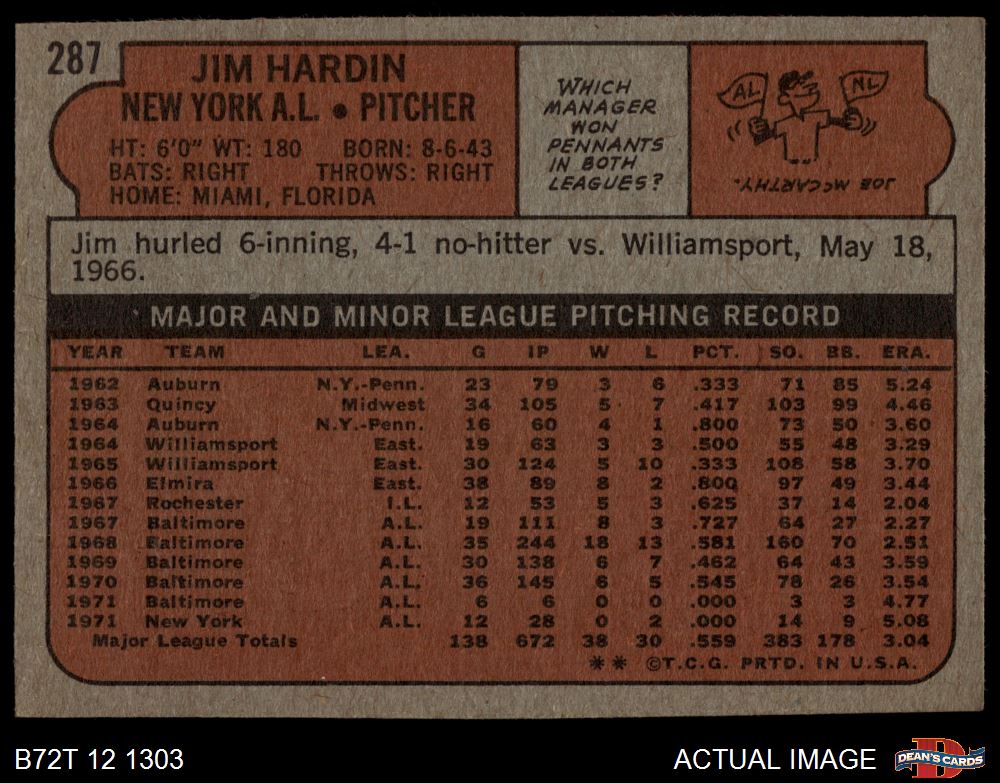 287
JIM HARDIN
NEW YORK A.L. • PITCHER
HT: 6'0" WT: 180 BORN: 8-6-43
BATS: RIGHT THROWS: RIGHT
HOME: MIAMI, FLORIDA
WHICH
MANAGER
WON
PENNANTS
IN BOTH
LEAGUES?
AL NL
JOE McCARTHY.
Jim hurled 6-inning, 4-1 no-hitter vs. Williamsport, May 18,
1966.
MAJOR AND MINOR LEAGUE PITCHING RECORD
YEAR TEAM LEA. G IP W L PCT. SO. BB. ERA.
1962 Auburn N.Y.-Penn. 23 79 3 6 .333 71 85 5.24
1963 Quincy Midwest 34 105 5 7 .417 103 99 4.46
1964 Auburn N.Y.-Penn. 16 60 4 1 .800 73 50 3.60
1964 Williamsport East. 19 63 3 3 .500 55 48 3.29
1965 Williamsport East. 30 124 5 10 .333 108 58 3.70
1966 Elmira East. 38 89 8 2 .800 97 49 3.44
1967 Rochester I.L. 12 53 5 3 .625 37 14 2.04
1967 Baltimore A.L. 19 111 8 3 .727 64 27 2.27
1968 Baltimore A.L. 35 244 18 13 .581 160 70 2.51
1969 Baltimore A.L. 30 138 6 7 .462 64 43 3.59
1970 Baltimore A.L. 36 145 6 5 .545 78 26 3.54
1971 Baltimore A.L. 6 6 0 0 .000 3 3 4.77
1971 New York A.L. 12 28 0 2 .000 14 9 5.08
Major League Totals 138 672 38 30 .559 383 178 3.04
** ©T.C.G. PRTD. IN U.S.A.
B72T 12 1303 ACTUAL IMAGE
D
DEAN'S CARDS